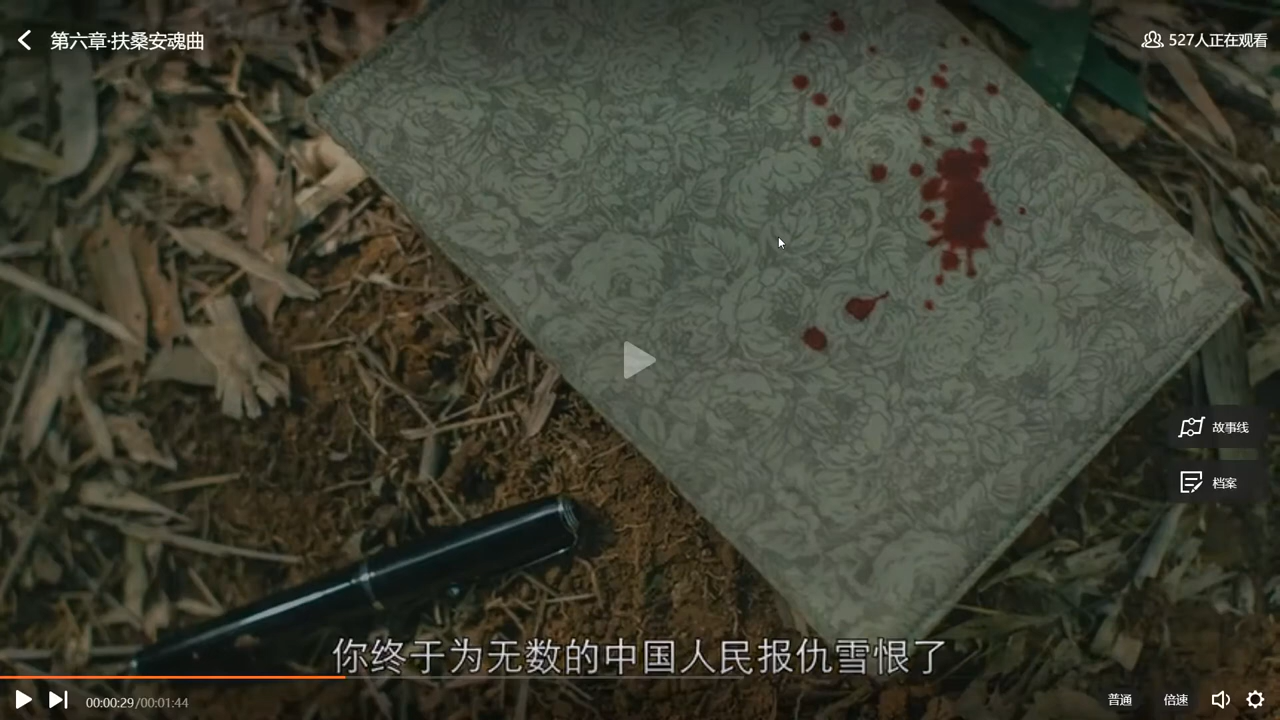 第六章·扶桑安魂曲
527人正在观看
故事线
档案
你终于为无数的中国人民报仇雪恨了
00:00:29/00:01:44
普通
倍速